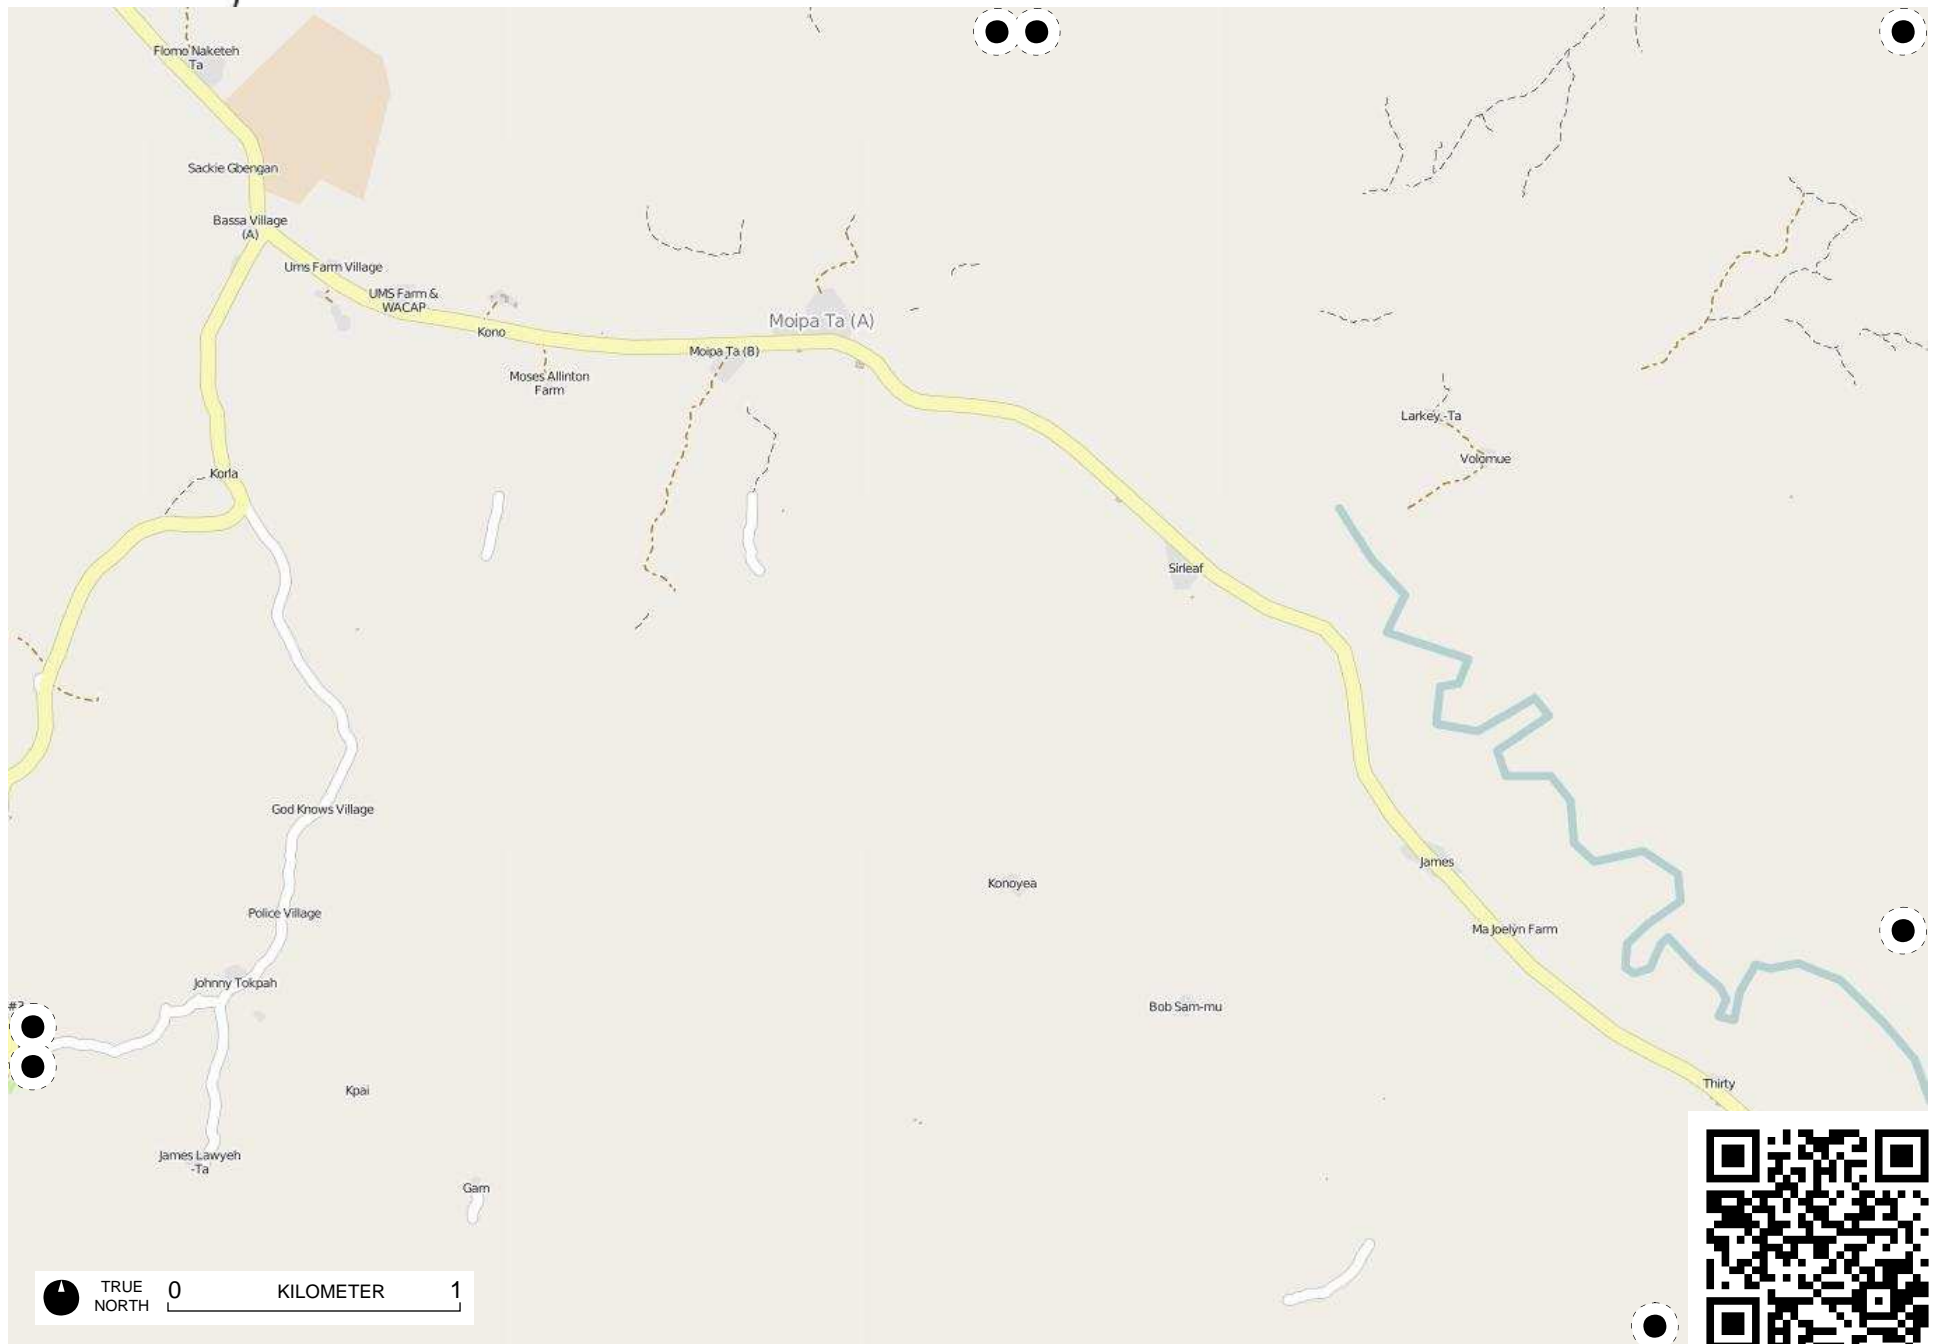 Flomo Naketeh
Ta
Sackie Gbengan
Bassa Village
(A)
Ums Farm Village
UMS Farm &
WACAP
Kono
Moipa Ta (A)
Moipa Ta (B)
Moses Allinton
Farm
Larkey -Ta
Volomue
Korla
Sirleaf
God Knows Village
James
Konoyea
Police Village
Ma Joelyn Farm
Johnny Tokpah
Bob Sam-mu
Thirty
Kpai
James Lawyeh
-Ta
Gam
TRUE
NORTH
0 KILOMETER 1